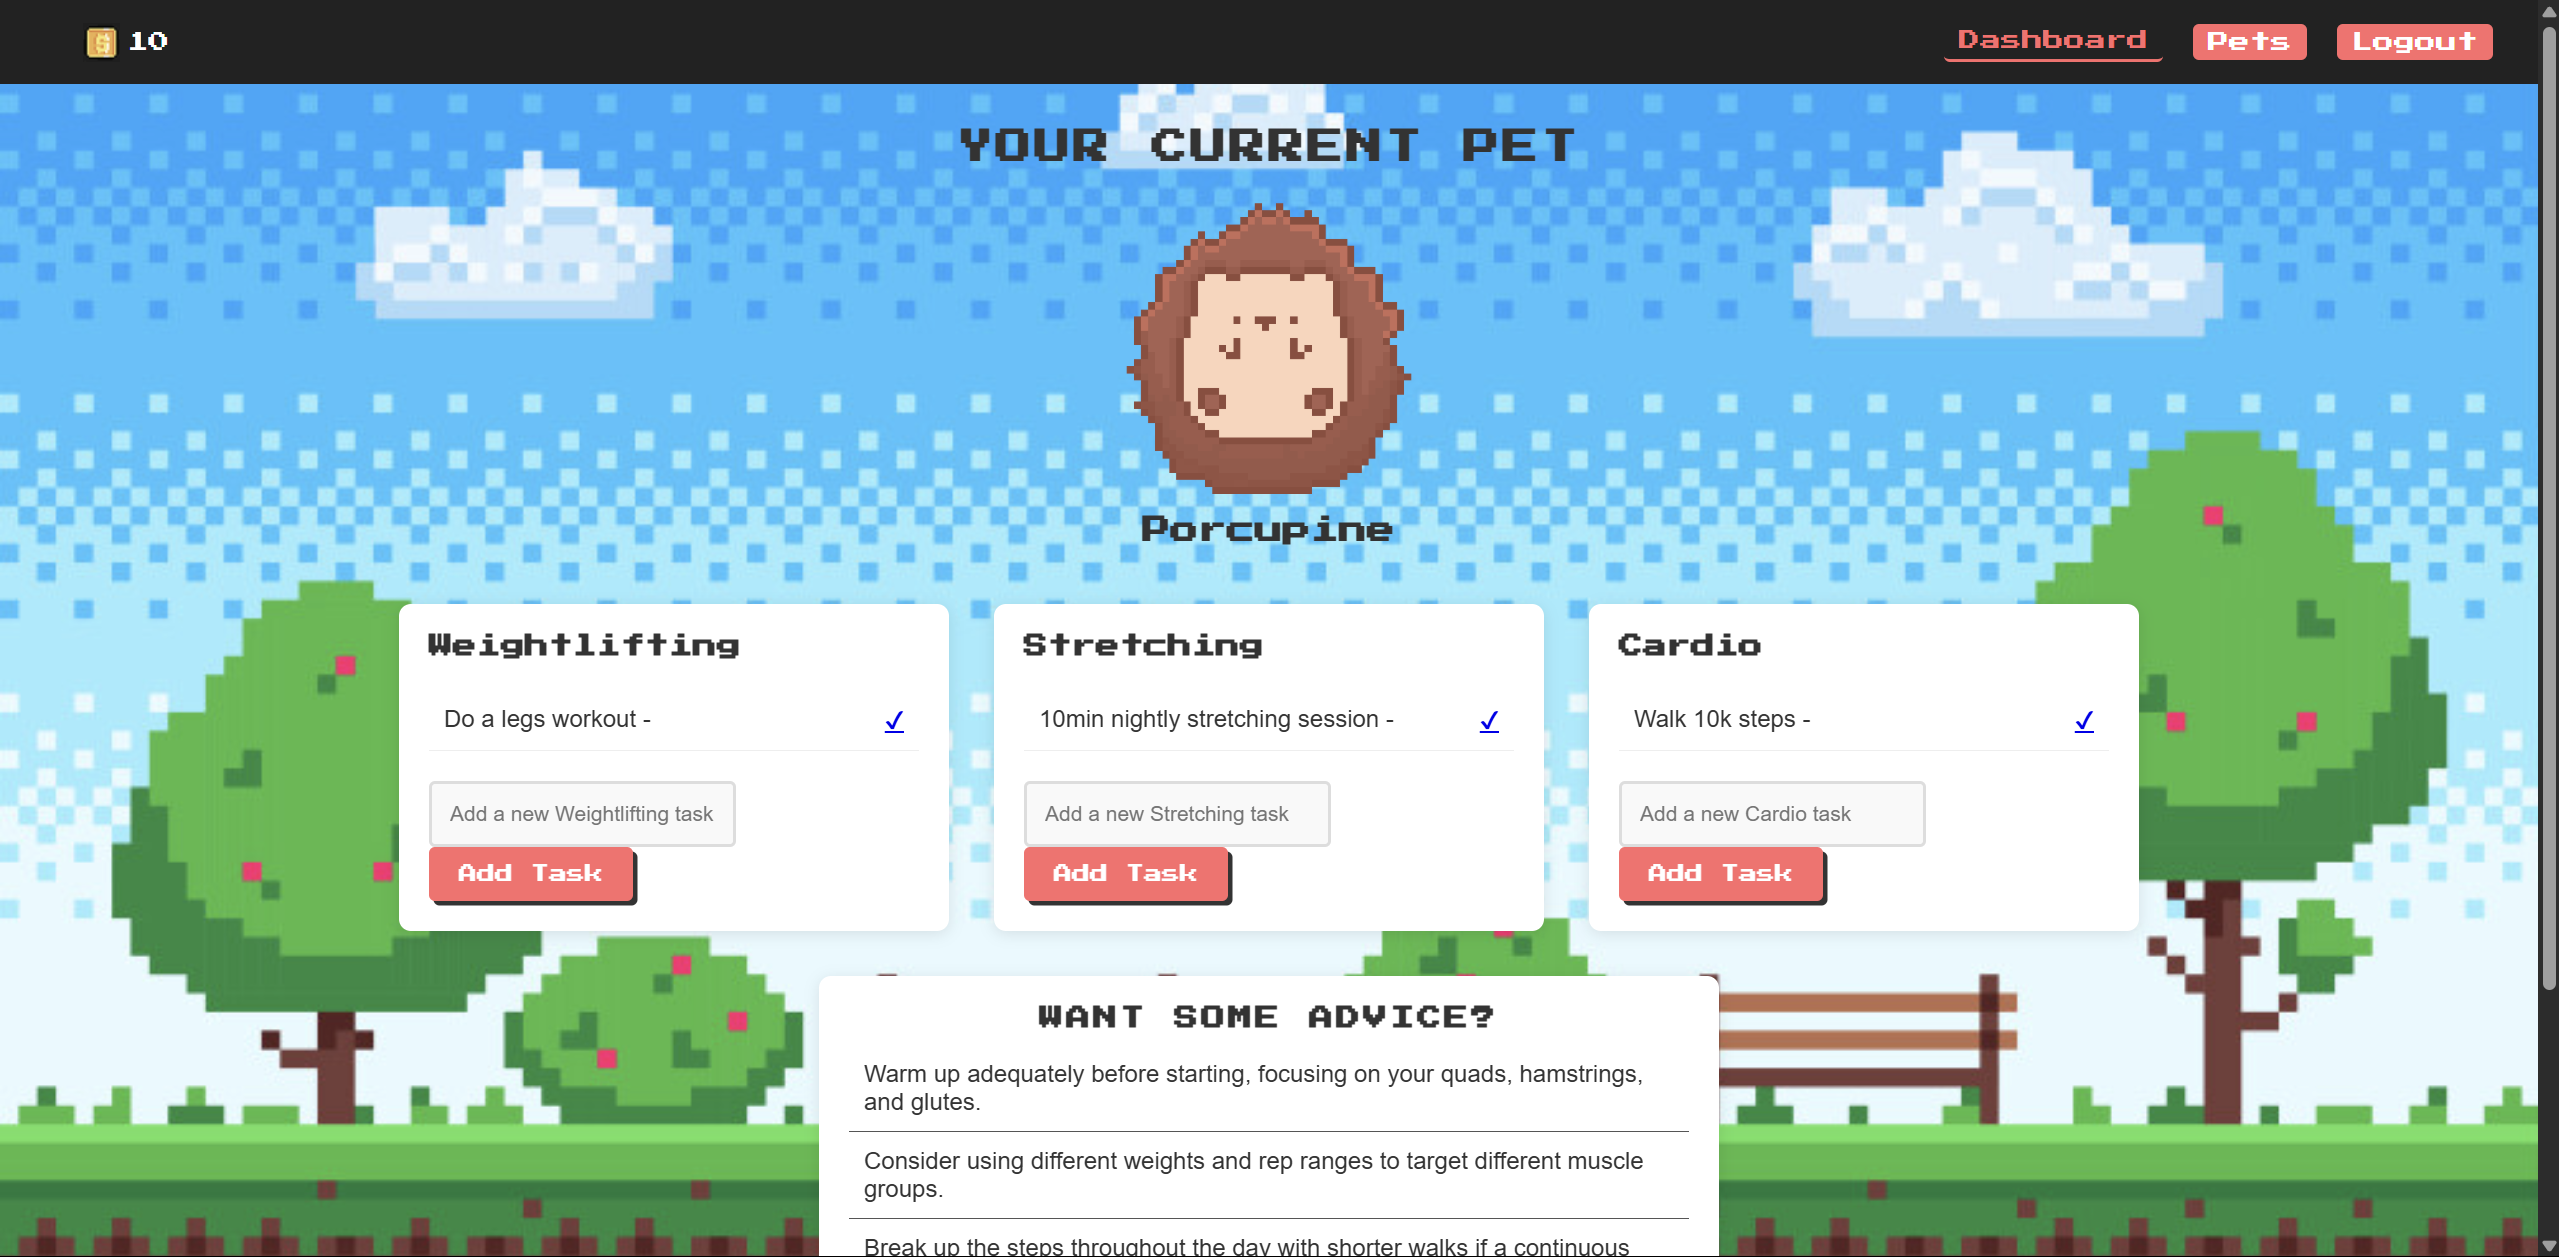 10
Dashboard
Pets
Logout
YOUR CURRENT PET
Porcupine
Weightlifting
Do a legs workout - ✓
Add a new Weightlifting task
Add Task
Stretching
10min nightly stretching session - ✓
Add a new Stretching task
Add Task
Cardio
Walk 10k steps - ✓
Add a new Cardio task
Add Task
WANT SOME ADVICE?
Warm up adequately before starting, focusing on your quads, hamstrings,
and glutes.
Consider using different weights and rep ranges to target different muscle
groups.
Break up the steps throughout the day with shorter walks if a continuous